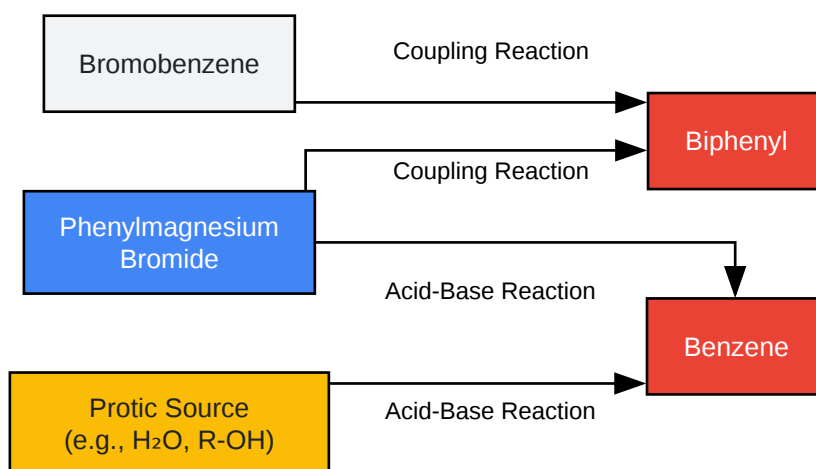 Bromobenzene
Coupling Reaction
Biphenyl
Coupling Reaction
Phenylmagnesium
Bromide
Acid-Base Reaction
Benzene
Protic Source
(e.g., H₂O, R-OH)
Acid-Base Reaction